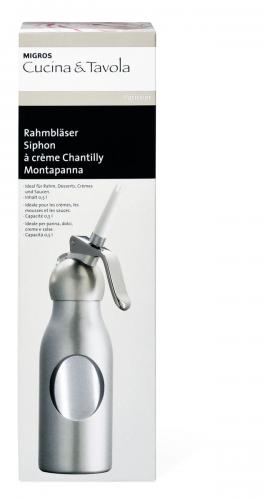 MIGROS
Cucina & Tavola
Pâtissier
Rahmbläser
Siphon
à crème Chantilly
Montapanna
· Ideal für Rahm, Desserts, Crèmes
und Saucen.
· Inhalt 0,5 l
· Idéale pour les crèmes, les
mousses et les sauces.
· Capacité 0,5 l
· Ideale per panna, dolci,
creme e salse.
· Capacità 0,5 l